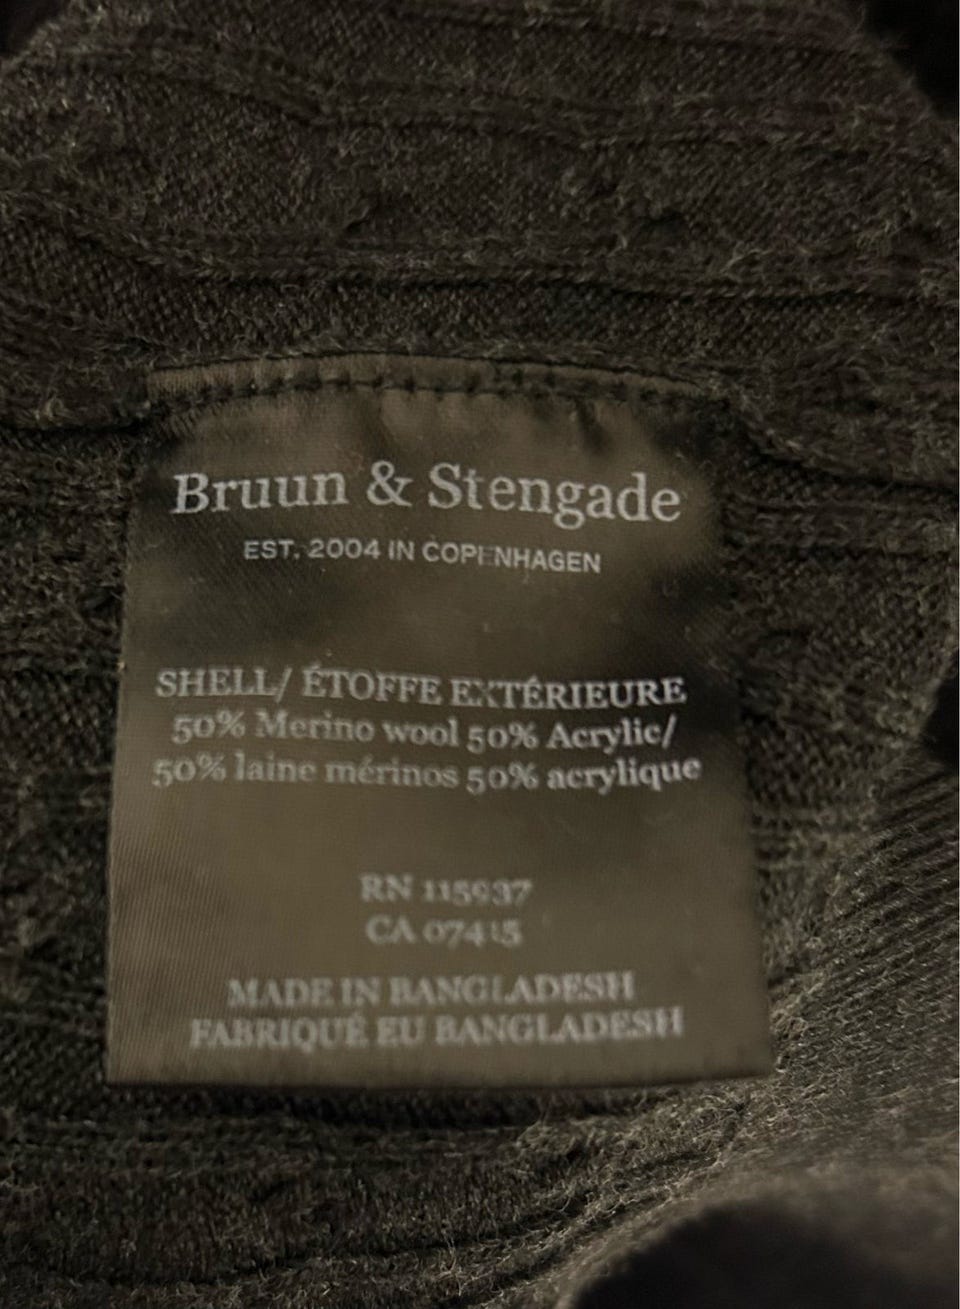 Bruun & Stengade
EST. 2004 IN COPENHAGEN
SHELL/ ÉTOFFE EXTÉRIEURE
50% Merino wool 50% Acrylic/
50% laine mérinos 50% acrylique
RN 115937
CA 07415
MADE IN BANGLADESH
FABRIQUÉ EU BANGLADESH